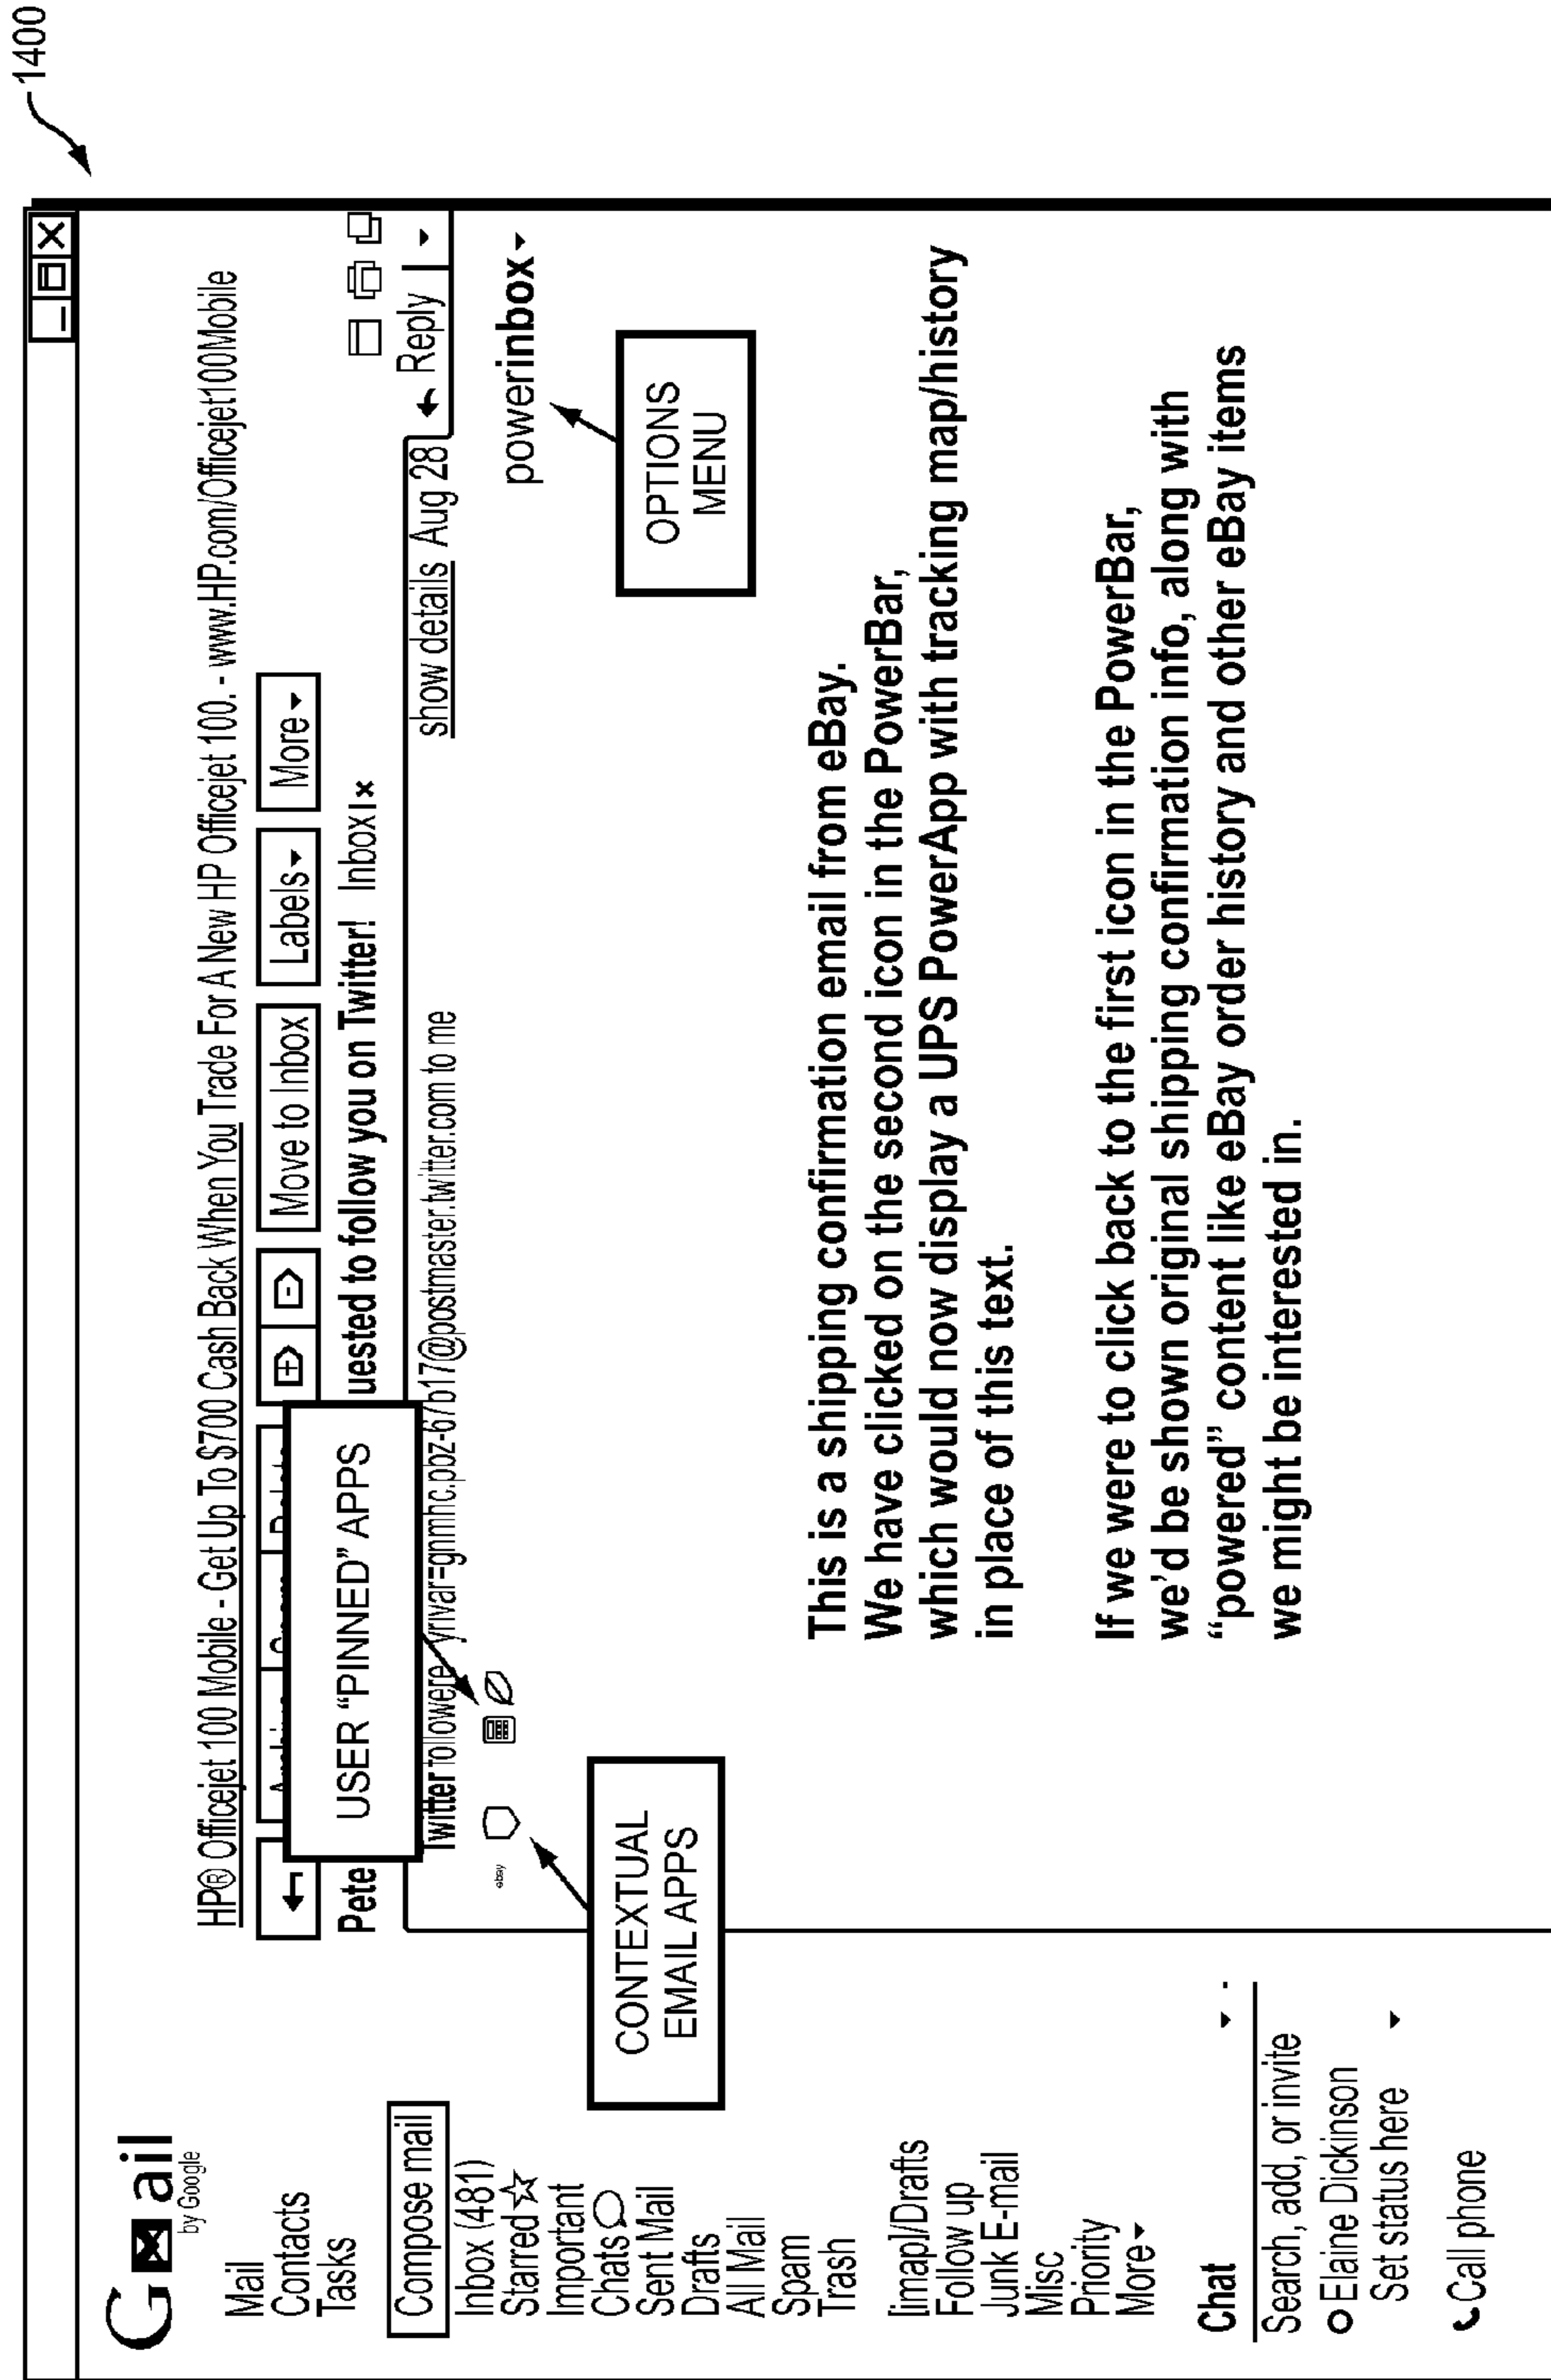 1400
G ail
by Google
Mail
Contacts
Tasks
Compose mail
Inbox (481)
Starred
Important
Chats
Sent Mail
Drafts
All Mail
Spam
Trash
[imap]/Drafts
Follow up
Junk E-mail
Misc
Priority
More
Chat
Search, add, or invite
Elaine Dickinson
Set status here
Call phone
HP® Officejet 100 Mobile - Get Up To $700 Cash Back When You Trade For A New HP Officejet 100. - www.HP.com/Officejet100Mobile
Move to Inbox Labels More
USER “PINNED” APPS
Pete uested to follow you on Twitter! Inbox x
show details Aug 28 Reply
Twitter followere postmaster.twitter.com to me
ebay
powerinbox
CONTEXTUAL
EMAIL APPS
OPTIONS
MENU
This is a shipping confirmation email from eBay.
We have clicked on the second icon in the PowerBar,
which would now display a UPS PowerApp with tracking map/history
in place of this text.
If we were to click back to the first icon in the PowerBar,
we’d be shown original shipping confirmation info, along with
“powered” content like eBay order history and other eBay items
we might be interested in.